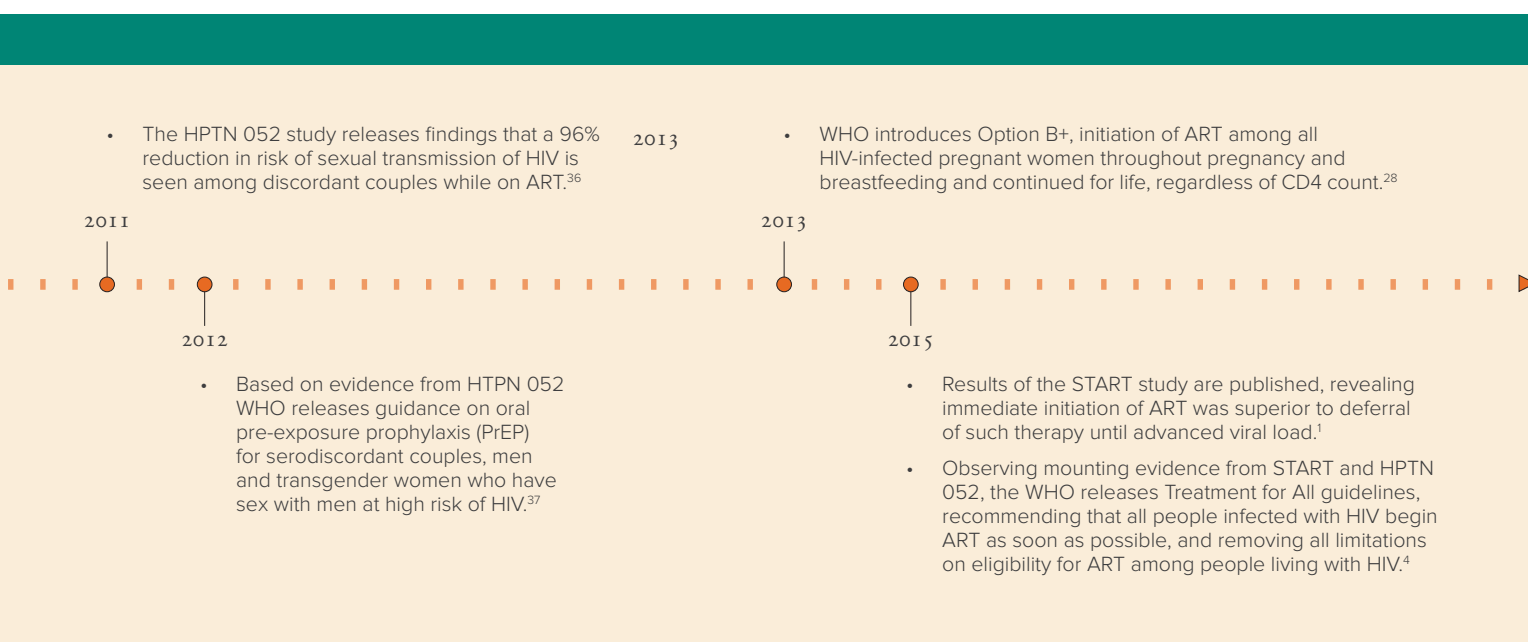 2011
• The HPTN 052 study releases findings that a 96%
reduction in risk of sexual transmission of HIV is
seen among discordant couples while on ART.36
2012
• Based on evidence from HTPN 052
WHO releases guidance on oral
pre-exposure prophylaxis (PrEP)
for serodiscordant couples, men
and transgender women who have
sex with men at high risk of HIV.37
2013
2013
• WHO introduces Option B+, initiation of ART among all
HIV-infected pregnant women throughout pregnancy and
breastfeeding and continued for life, regardless of CD4 count.28
2015
• Results of the START study are published, revealing
immediate initiation of ART was superior to deferral
of such therapy until advanced viral load.1
• Observing mounting evidence from START and HPTN
052, the WHO releases Treatment for All guidelines,
recommending that all people infected with HIV begin
ART as soon as possible, and removing all limitations
on eligibility for ART among people living with HIV.4